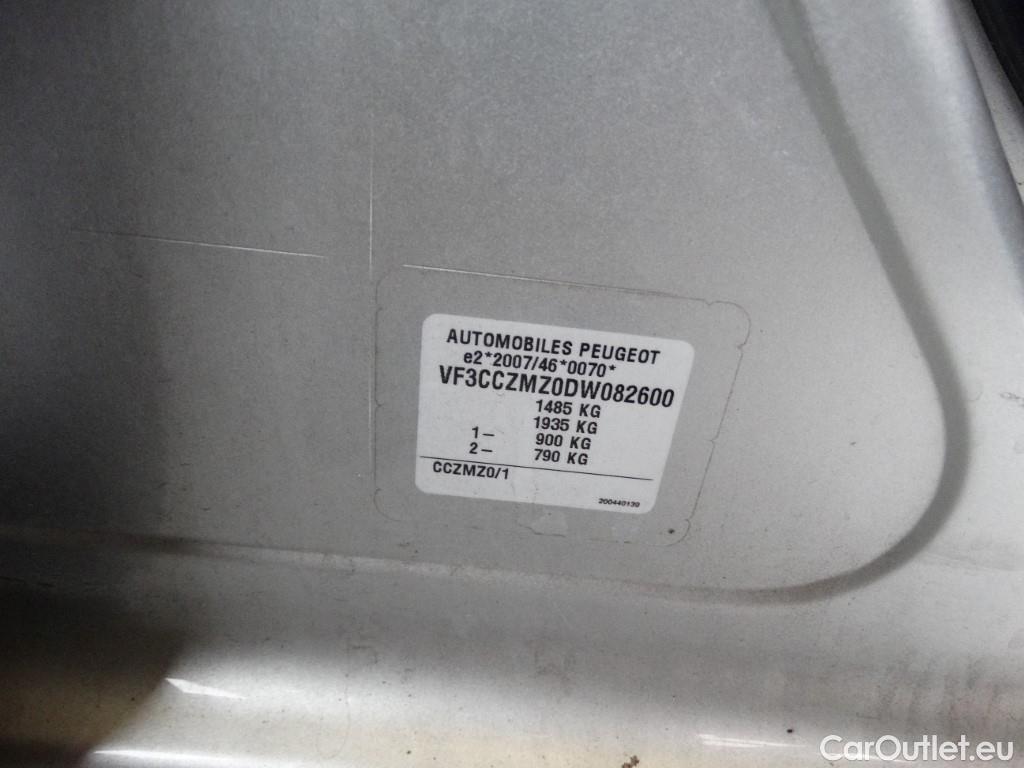 AUTOMOBILES PEUGEOT
e2*2007/46*0070*
VF3CCZMZ0DW082600
1485 KG
1935 KG
1– 900 KG
2– 790 KG
CCZMZ0/1
200440139
CarOutlet.eu